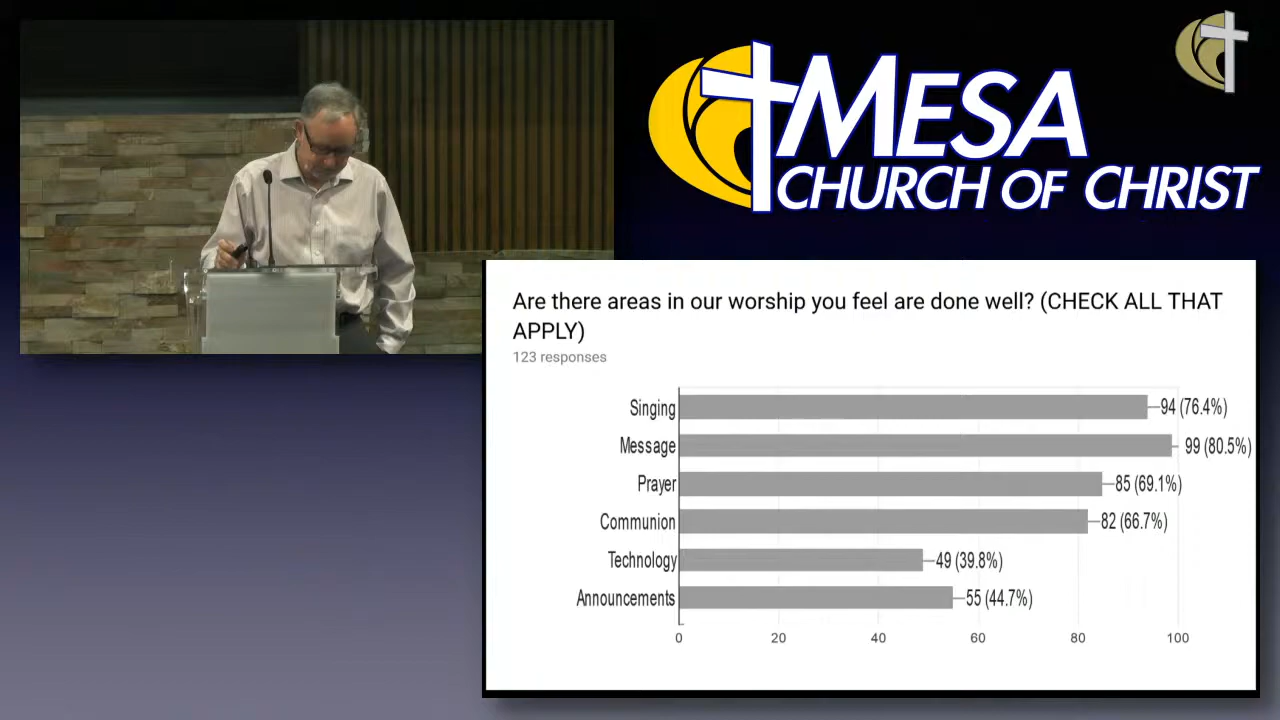 MESA
CHURCH OF CHRIST
Are there areas in our worship you feel are done well? (CHECK ALL THAT
APPLY)
123 responses
Singing 94 (76.4%)
Message 99 (80.5%)
Prayer 85 (69.1%)
Communion 82 (66.7%)
Technology 49 (39.8%)
Announcements 55 (44.7%)
0 20 40 60 80 100